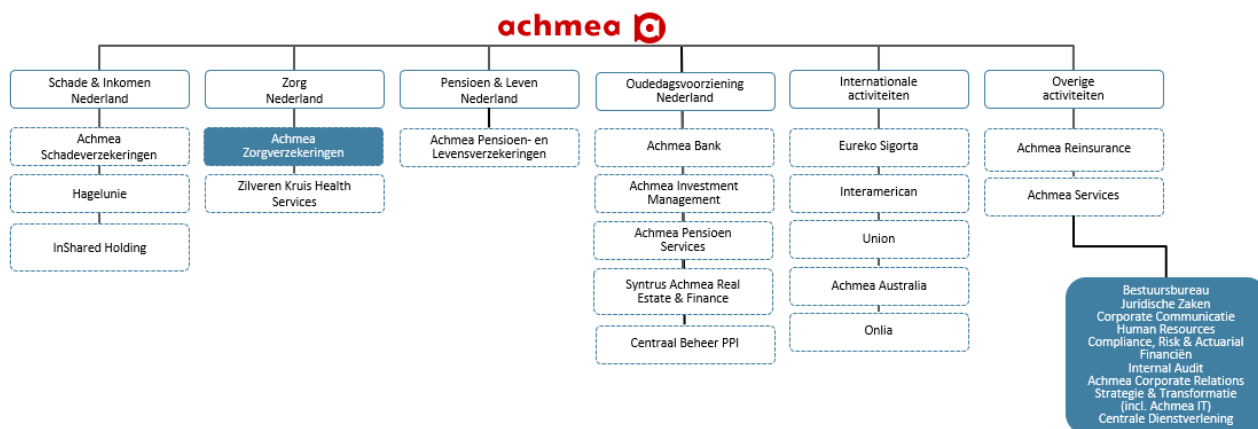 achmea
Schade & Inkomen
Nederland
Achmea
Schadeverzekeringen
Hagelunie
InShared Holding
Zorg
Nederland
Achmea
Zorgverzekeringen
Zilveren Kruis Health
Services
Pensioen & Leven
Nederland
Achmea Pensioen- en
Levensverzekeringen
Oudedagsvoorziening
Nederland
Achmea Bank
Achmea Investment
Management
Achmea Pensioen
Services
Syntrus Achmea Real
Estate & Finance
Centraal Beheer PPI
Internationale
activiteiten
Eureko Sigorta
Interamerican
Union
Achmea Australia
Onlia
Overige
activiteiten
Achmea Reinsurance
Achmea Services
Bestuursbureau
Juridische Zaken
Corporate Communicatie
Human Resources
Compliance, Risk & Actuarial
Financiën
Internal Audit
Achmea Corporate Relations
Strategie & Transformatie
(incl. Achmea IT)
Centrale Dienstverlening